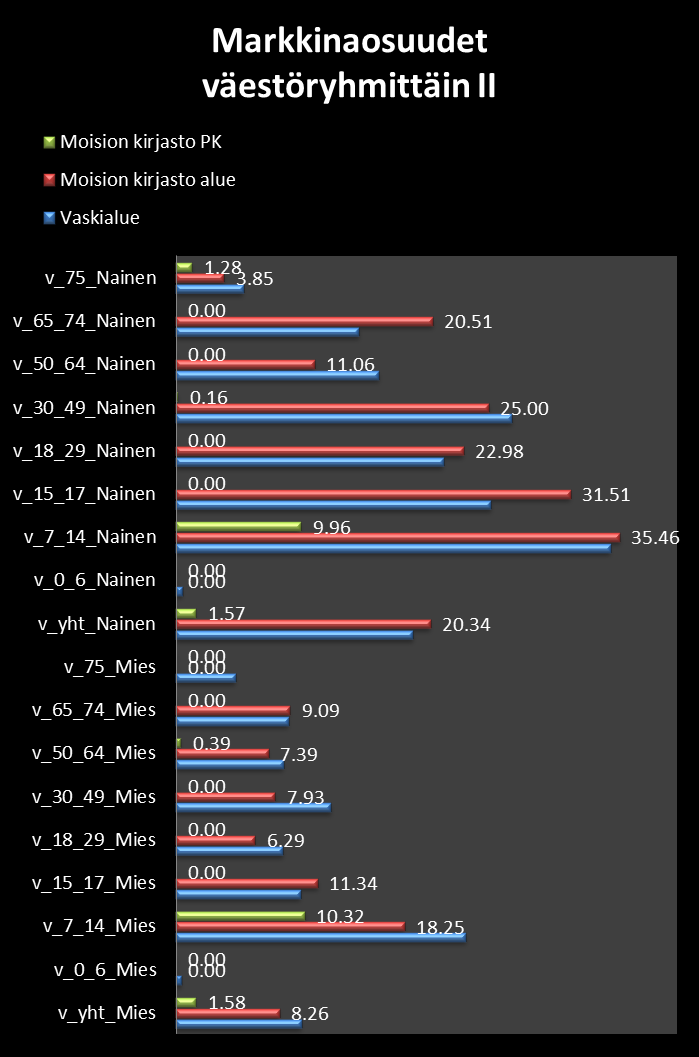 Markkinaosuudet
väestöryhmittäin II
Moision kirjasto PK
Moision kirjasto alue
Vaskialue
v_75_Nainen 1.28 3.85
v_65_74_Nainen 0.00 20.51
v_50_64_Nainen 0.00 11.06
v_30_49_Nainen 0.16 25.00
v_18_29_Nainen 0.00 22.98
v_15_17_Nainen 0.00 31.51
v_7_14_Nainen 9.96 35.46
v_0_6_Nainen 0.00 0.00
v_yht_Nainen 1.57 20.34
v_75_Mies 0.00 0.00
v_65_74_Mies 0.00 9.09
v_50_64_Mies 0.39 7.39
v_30_49_Mies 0.00 7.93
v_18_29_Mies 0.00 6.29
v_15_17_Mies 0.00 11.34
v_7_14_Mies 10.32 18.25
v_0_6_Mies 0.00 0.00
v_yht_Mies 1.58 8.26